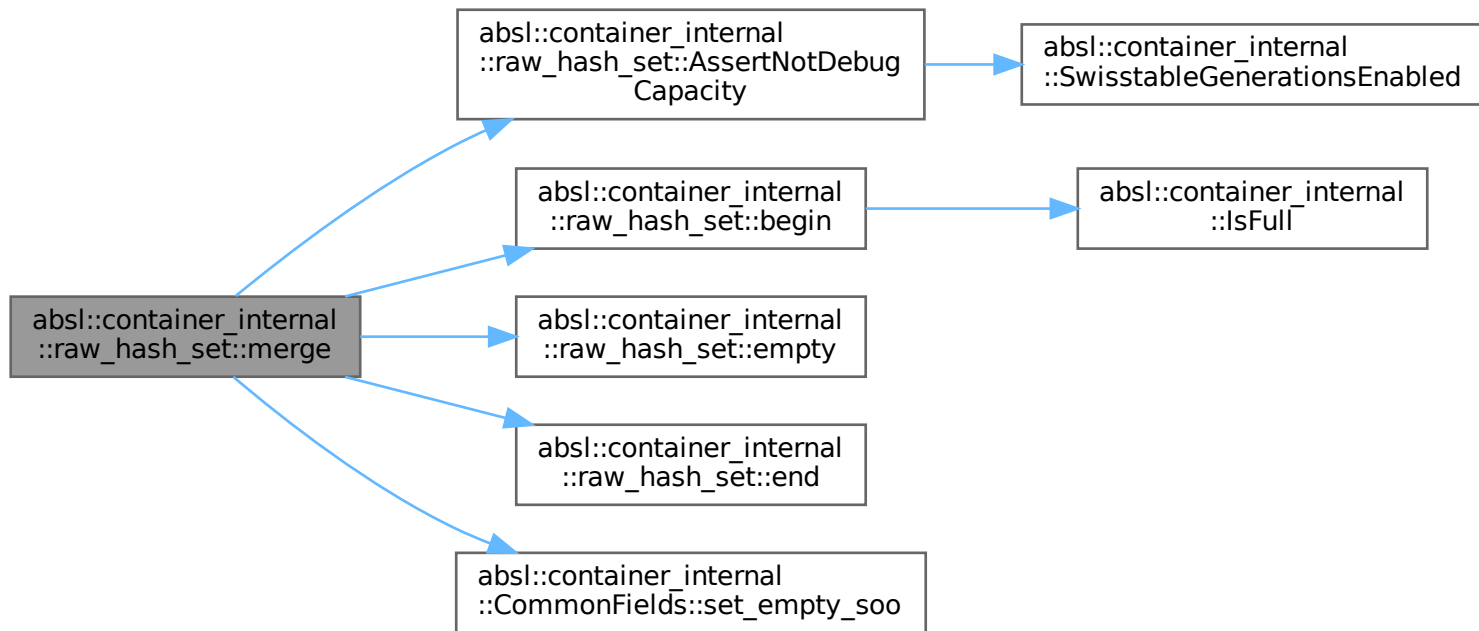 absl::container_internal
::raw_hash_set::merge
absl::container_internal
::raw_hash_set::AssertNotDebug
Capacity
absl::container_internal
::SwisstableGenerationsEnabled
absl::container_internal
::raw_hash_set::begin
absl::container_internal
::IsFull
absl::container_internal
::raw_hash_set::empty
absl::container_internal
::raw_hash_set::end
absl::container_internal
::CommonFields::set_empty_soo